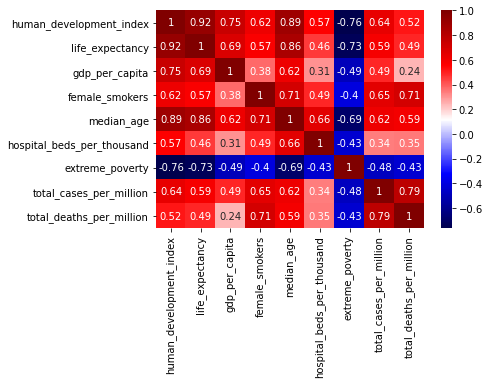 human_development_index 1 0.92 0.75 0.62 0.89 0.57 -0.76 0.64 0.52
life_expectancy 0.92 1 0.69 0.57 0.86 0.46 -0.73 0.59 0.49
gdp_per_capita 0.75 0.69 1 0.38 0.62 0.31 -0.49 0.49 0.24
female_smokers 0.62 0.57 0.38 1 0.71 0.49 -0.4 0.65 0.71
median_age 0.89 0.86 0.62 0.71 1 0.66 -0.69 0.62 0.59
hospital_beds_per_thousand 0.57 0.46 0.31 0.49 0.66 1 -0.43 0.34 0.35
extreme_poverty -0.76 -0.73 -0.49 -0.4 -0.69 -0.43 1 -0.48 -0.43
total_cases_per_million 0.64 0.59 0.49 0.65 0.62 0.34 -0.48 1 0.79
total_deaths_per_million 0.52 0.49 0.24 0.71 0.59 0.35 -0.43 0.79 1
human_development_index
life_expectancy
gdp_per_capita
female_smokers
median_age
hospital_beds_per_thousand
extreme_poverty
total_cases_per_million
total_deaths_per_million
1.0
0.8
0.6
0.4
0.2
0.0
-0.2
-0.4
-0.6